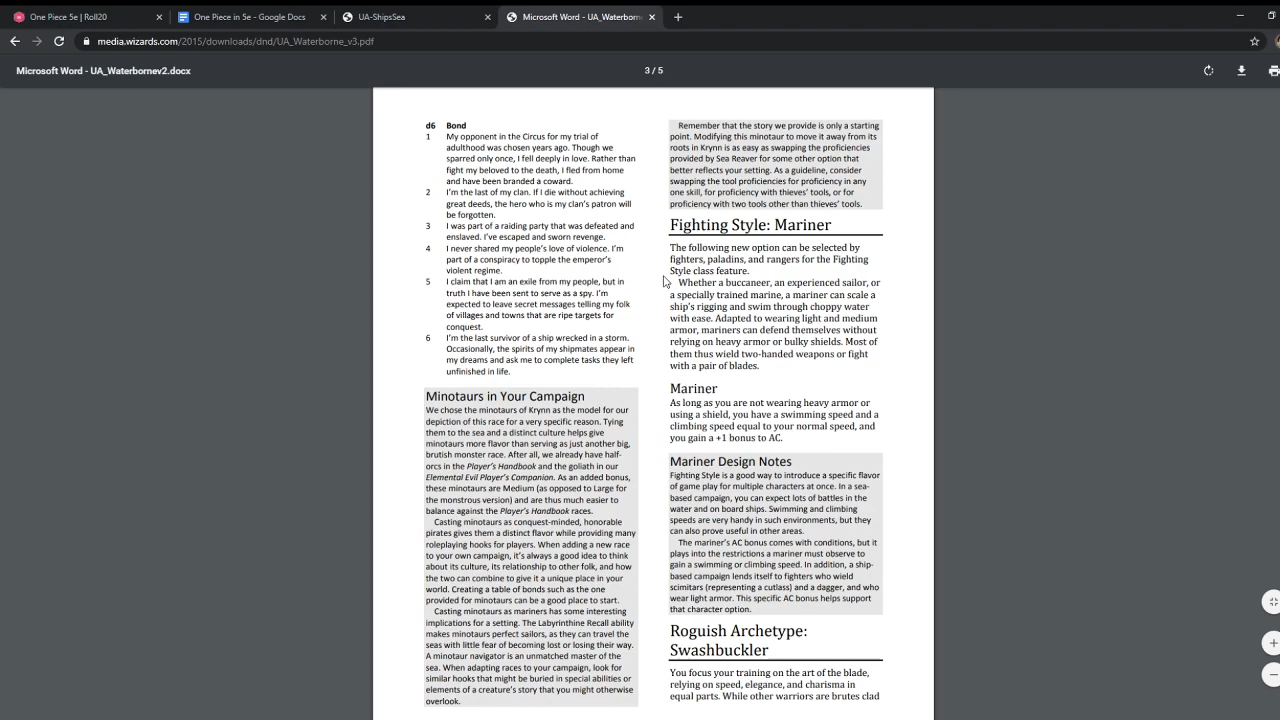 One Piece 5e | Roll20
One Piece in 5e - Google Docs
UA-ShipsSea
Microsoft Word - UA_Waterborne
media.wizards.com/2015/downloads/dnd/UA_Waterborne_v3.pdf
Microsoft Word - UA_Waterbornev2.docx
3 / 5
d6 Bond
1 My opponent in the Circus for my trial of
adulthood was chosen years ago. Though we
sparred only once, I fell deeply in love. Rather than
fight my beloved to the death, I fled from home
and have been branded a coward.
2 I'm the last of my clan. If I die without achieving
great deeds, the hero who is my clan's patron will
be forgotten.
3 I was part of a raiding party that was defeated and
enslaved. I've escaped and sworn revenge.
4 I never shared my people's love of violence. I'm
part of a conspiracy to topple the emperor's
violent regime.
5 I claim that I am an exile from my people, but in
truth I have been sent to serve as a spy. I'm
expected to leave secret messages telling my folk
of villages and towns that are ripe targets for
conquest.
6 I'm the last survivor of a ship wrecked in a storm.
Occasionally, the spirits of my shipmates appear in
my dreams and ask me to complete tasks they left
unfinished in life.
Minotaurs in Your Campaign
We chose the minotaurs of Krynn as the model for our
depiction of this race for a very specific reason. Tying
them to the sea and a distinct culture helps give
minotaurs more flavor than serving as just another big,
brutish monster race. After all, we already have half-
orcs in the Player's Handbook and the goliath in our
Elemental Evil Player's Companion. As an added bonus,
these minotaurs are Medium (as opposed to Large for
the monstrous version) and are thus much easier to
balance against the Player's Handbook races.
Casting minotaurs as conquest-minded, honorable
pirates gives them a distinct flavor while providing many
roleplaying hooks for players. When adding a new race
to your own campaign, it's always a good idea to think
about its culture, its relationship to other folk, and how
the two can combine to give it a unique place in your
world. Creating a table of bonds such as the one
provided for minotaurs can be a good place to start.
Casting minotaurs as mariners has some interesting
implications for a setting. The Labyrinthine Recall ability
makes minotaurs perfect sailors, as they can travel the
seas with little fear of becoming lost or losing their way.
A minotaur navigator is an unmatched master of the
sea. When adapting races to your campaign, look for
similar hooks that might be buried in special abilities or
elements of a creature's story that you might otherwise
overlook.
Remember that the story we provide is only a starting
point. Modifying this minotaur to move it away from its
roots in Krynn is as easy as swapping the proficiencies
provided by Sea Reaver for some other option that
better reflects your setting. As a guideline, consider
swapping the tool proficiencies for proficiency in any
one skill, for proficiency with thieves' tools, or for
proficiency with two tools other than thieves' tools.
Fighting Style: Mariner
The following new option can be selected by
fighters, paladins, and rangers for the Fighting
Style class feature.
Whether a buccaneer, an experienced sailor, or
a specially trained marine, a mariner can scale a
ship's rigging and swim through choppy water
with ease. Adapted to wearing light and medium
armor, mariners can defend themselves without
relying on heavy armor or bulky shields. Most of
them thus wield two-handed weapons or fight
with a pair of blades.
Mariner
As long as you are not wearing heavy armor or
using a shield, you have a swimming speed and a
climbing speed equal to your normal speed, and
you gain a +1 bonus to AC.
Mariner Design Notes
Fighting Style is a good way to introduce a specific flavor
of game play for multiple characters at once. In a sea-
based campaign, you can expect lots of battles in the
water and on board ships. Swimming and climbing
speeds are very handy in such environments, but they
can also prove useful in other areas.
The mariner's AC bonus comes with conditions, but it
plays into the restrictions a mariner must observe to
gain a swimming or climbing speed. In addition, a ship-
based campaign lends itself to fighters who wield
scimitars (representing a cutlass) and a dagger, and who
wear light armor. This specific AC bonus helps support
that character option.
Roguish Archetype:
Swashbuckler
You focus your training on the art of the blade,
relying on speed, elegance, and charisma in
equal parts. While other warriors are brutes clad